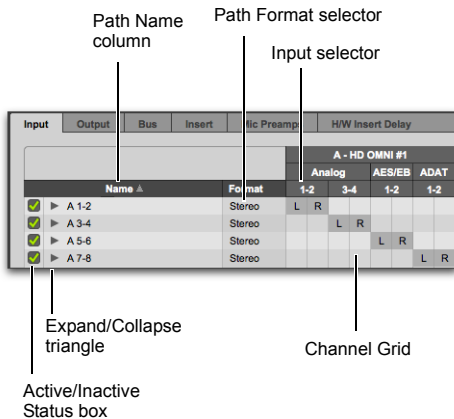 Path Name
column
Path Format selector
Input selector
Input Output Bus Insert Mic Preamps H/W Insert Delay
A - HD OMNI #1
Analog AES/EB ADAT
Name Format 1-2 3-4 1-2 1-2
A 1-2 Stereo L R
A 3-4 Stereo L R
A 5-6 Stereo L R
A 7-8 Stereo L R
Expand/Collapse
triangle
Channel Grid
Active/Inactive
Status box